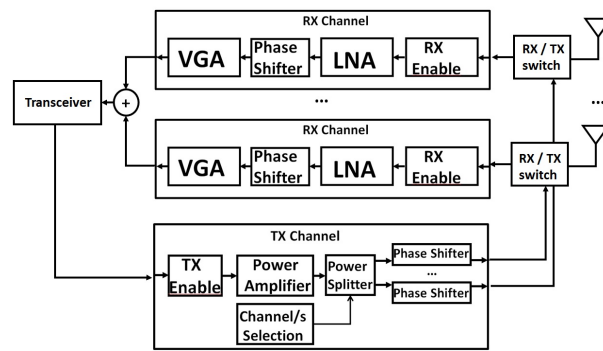 RX Channel
VGA
Phase
Shifter
LNA
RX
Enable
RX / TX
switch
Transceiver
+
...
...
RX Channel
VGA
Phase
Shifter
LNA
RX
Enable
RX / TX
switch
TX Channel
TX
Enable
Power
Amplifier
Power
Splitter
Phase Shifter
...
Phase Shifter
Channel/s
Selection